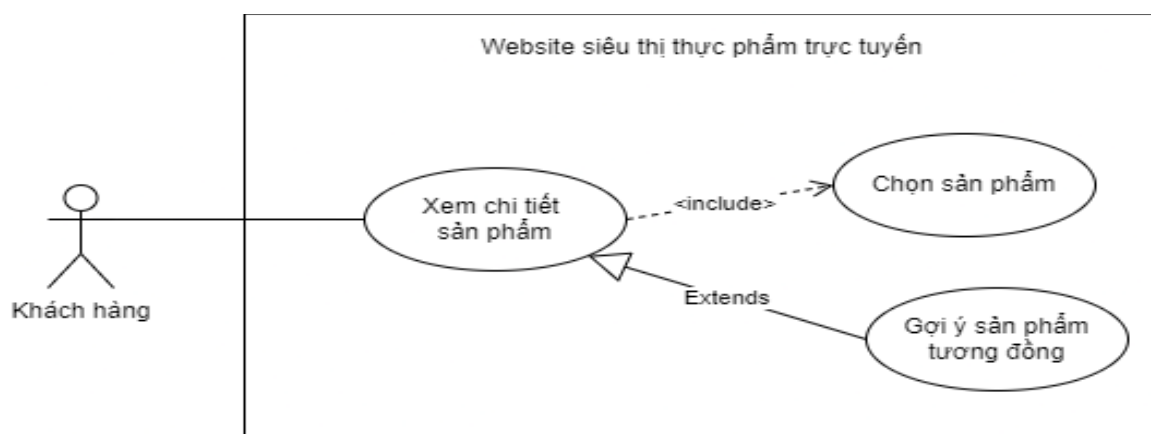 Website siêu thị thực phẩm trực tuyến
Chọn sản phẩm
Xem chi tiết
sản phẩm
<include>
Extends
Khách hàng
Gợi ý sản phẩm
tương đồng